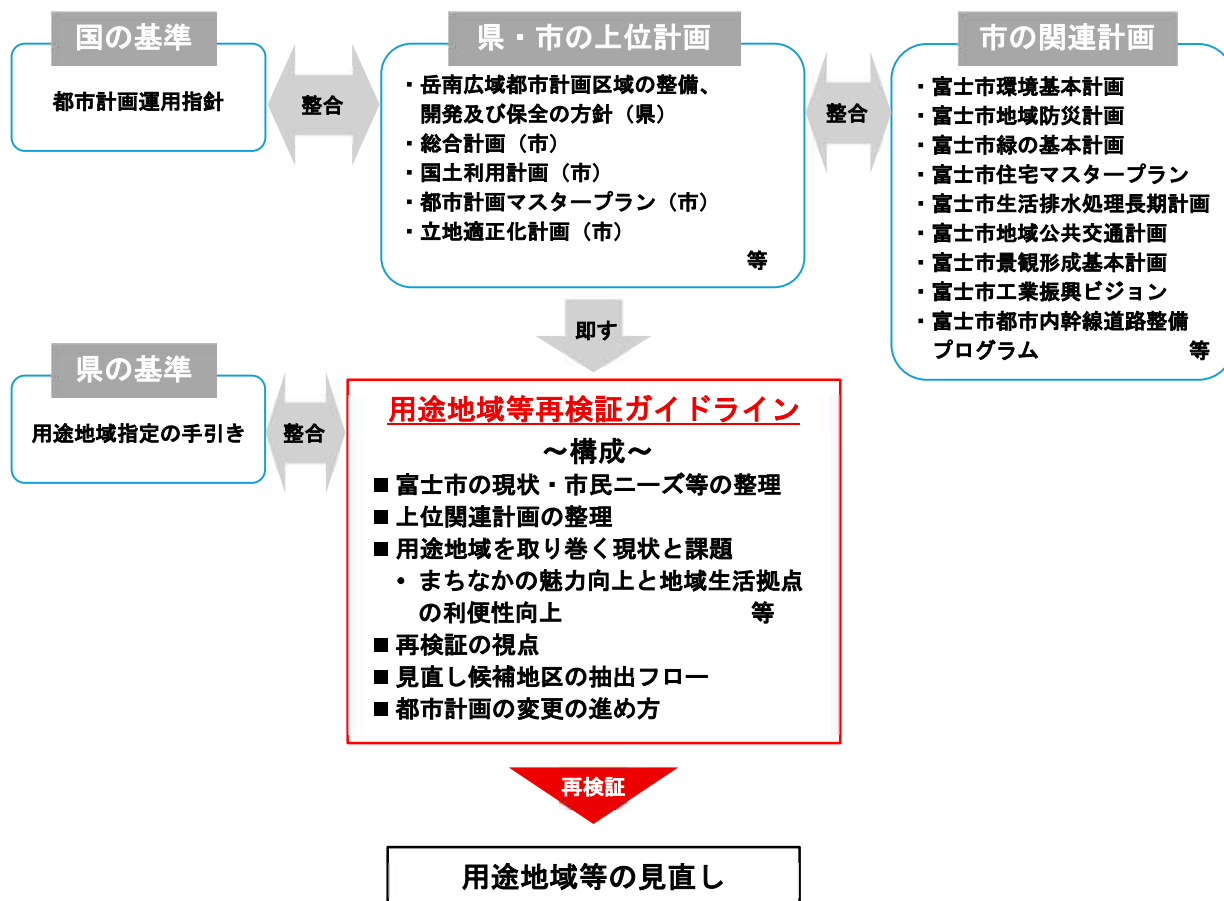 国の基準
都市計画運用指針
整合
県・市の上位計画
・岳南広域都市計画区域の整備、
開発及び保全の方針（県）
・総合計画（市）
・国土利用計画（市）
・都市計画マスタープラン（市）
・立地適正化計画（市）
等
整合
市の関連計画
・富士市環境基本計画
・富士市地域防災計画
・富士市緑の基本計画
・富士市住宅マスタープラン
・富士市生活排水処理長期計画
・富士市地域公共交通計画
・富士市景観形成基本計画
・富士市工業振興ビジョン
・富士市都市内幹線道路整備
プログラム 等
即す
県の基準
用途地域指定の手引き
整合
用途地域等再検証ガイドライン
～構成～
■ 富士市の現状・市民ニーズ等の整理
■ 上位関連計画の整理
■ 用途地域を取り巻く現状と課題
• まちなかの魅力向上と地域生活拠点
の利便性向上 等
■ 再検証の視点
■ 見直し候補地区の抽出フロー
■ 都市計画の変更の進め方
再検証
用途地域等の見直し